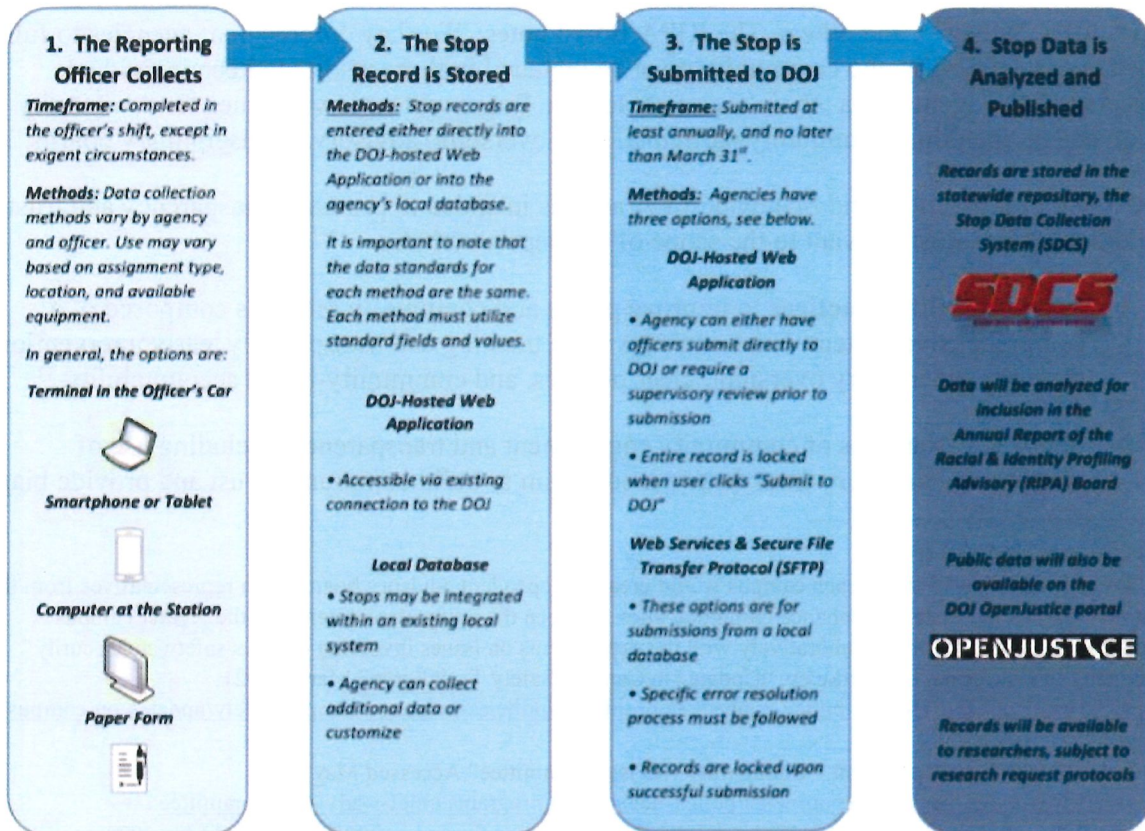 1. The Reporting
Officer Collects
Timeframe: Completed in
the officer's shift, except in
exigent circumstances.
Methods: Data collection
methods vary by agency
and officer. Use may vary
based on assignment type,
location, and available
equipment.
In general, the options are:
Terminal in the Officer's Car
Smartphone or Tablet
Computer at the Station
Paper Form
2. The Stop
Record is Stored
Methods: Stop records are
entered either directly into
the DOJ-hosted Web
Application or into the
agency's local database.
It is important to note that
the data standards for
each method are the same.
Each method must utilize
standard fields and values.
DOJ-Hosted Web
Application
• Accessible via existing
connection to the DOJ
Local Database
• Stops may be integrated
within an existing local
system
• Agency can collect
additional data or
customize
3. The Stop is
Submitted to DOJ
Timeframe: Submitted at
least annually, and no later
than March 31st.
Methods: Agencies have
three options, see below.
DOJ-Hosted Web
Application
• Agency can either have
officers submit directly to
DOJ or require a
supervisory review prior to
submission
• Entire record is locked
when user clicks "Submit to
DOJ"
Web Services & Secure File
Transfer Protocol (SFTP)
• These options are for
submissions from a local
database
• Specific error resolution
process must be followed
• Records are locked upon
successful submission
4. Stop Data is
Analyzed and
Published
Records are stored in the
statewide repository, the
Stop Data Collection
System (SDCS)
SDCS
Data will be analyzed for
inclusion in the
Annual Report of the
Racial & Identity Profiling
Advisory (RIPA) Board
Public data will also be
available on the
DOJ OpenJustice portal
OPENJUSTICE
Records will be available
to researchers, subject to
research request protocols